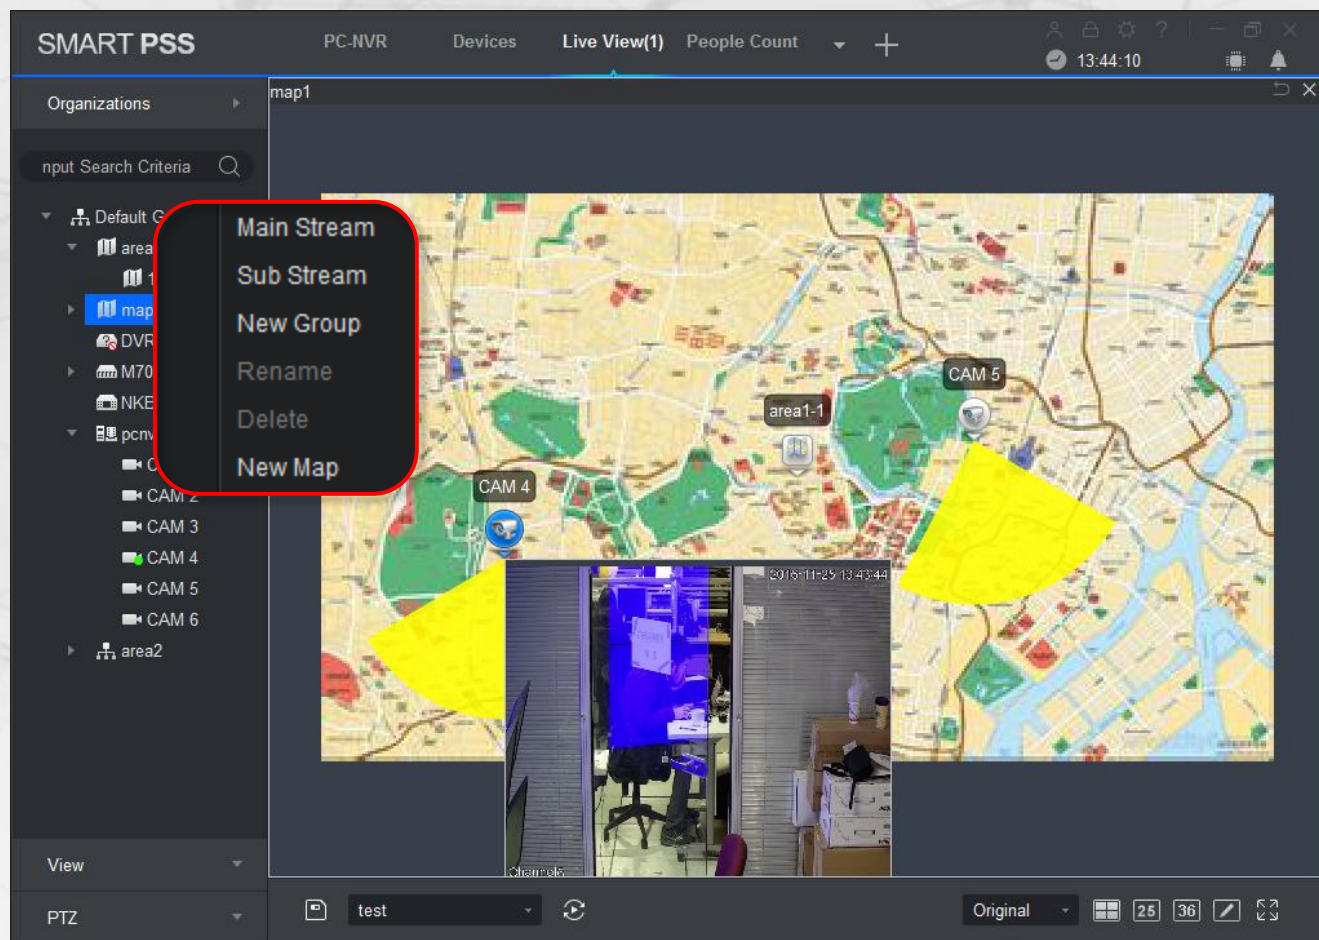 SMART PSS
PC-NVR
Devices
Live View(1)
People Count
13:44:10
Organizations
map1
nput Search Criteria
Default G
area
1
map
DVR
M70
NKE
pcnv
C
CAM 2
CAM 3
CAM 4
CAM 5
CAM 6
area2
Main Stream
Sub Stream
New Group
Rename
Delete
New Map
CAM 5
area1-1
CAM 4
2016-11-25 13:43:44
View
PTZ
test
Original
25
36